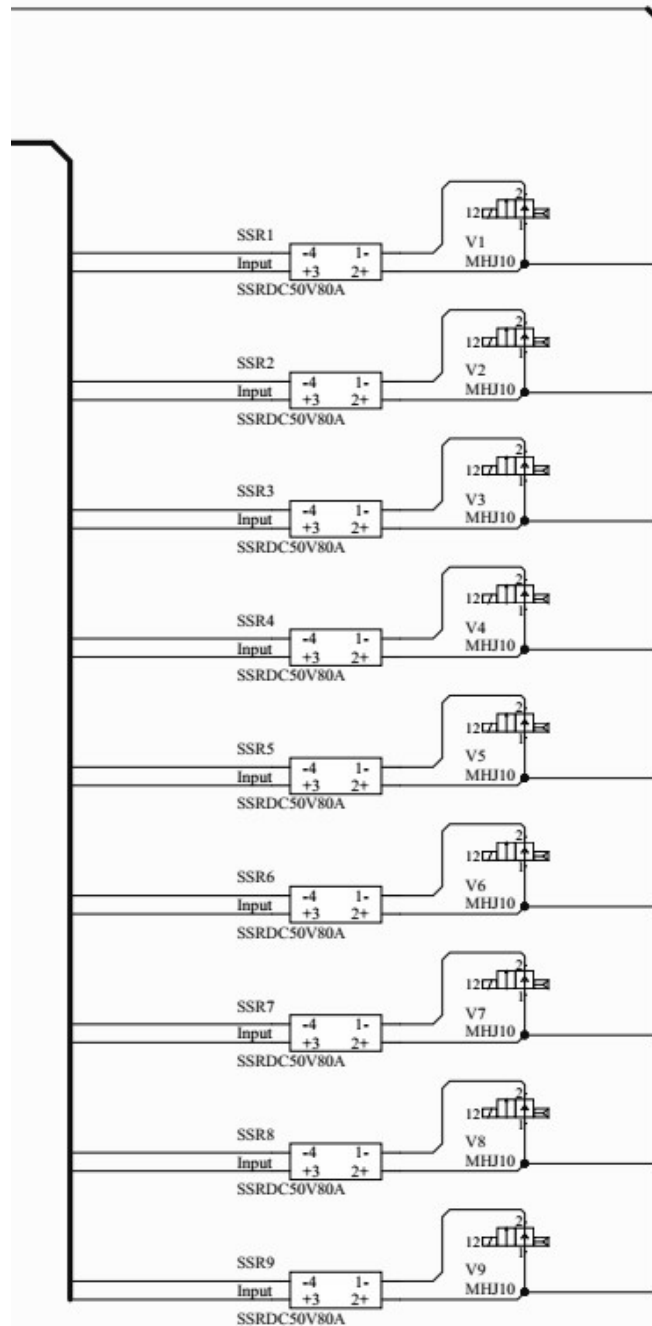 2
12
1
SSR1
V1
Input -4 1- MHJ10
+3 2+
SSRDC50V80A
2
12
1
SSR2
V2
Input -4 1- MHJ10
+3 2+
SSRDC50V80A
2
12
1
SSR3
V3
Input -4 1- MHJ10
+3 2+
SSRDC50V80A
2
12
1
SSR4
V4
Input -4 1- MHJ10
+3 2+
SSRDC50V80A
2
12
1
SSR5
V5
Input -4 1- MHJ10
+3 2+
SSRDC50V80A
2
12
1
SSR6
V6
Input -4 1- MHJ10
+3 2+
SSRDC50V80A
2
12
1
SSR7
V7
Input -4 1- MHJ10
+3 2+
SSRDC50V80A
2
12
1
SSR8
V8
Input -4 1- MHJ10
+3 2+
SSRDC50V80A
2
12
1
SSR9
V9
Input -4 1- MHJ10
+3 2+
SSRDC50V80A